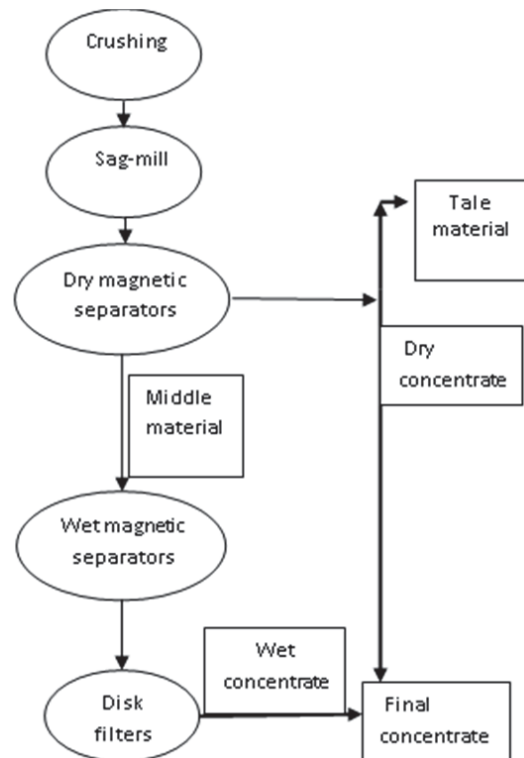 Crushing
Sag-mill
Tale
material
Dry magnetic
separators
Dry
concentrate
Middle
material
Wet magnetic
separators
Wet
concentrate
Disk
filters
Final
concentrate